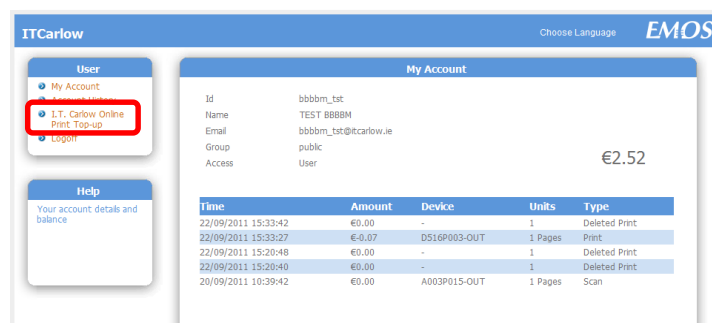 ITCarlow
Choose Language
EMOS
User
My Account
Account History
I.T. Carlow Online
Print Top-up
Logoff
Help
Your account details and
balance
My Account
Id bbbbm_tst
Name TEST BBBBM
Email bbbbm_tst@itcarlow.ie
Group public
Access User
€2.52
Time Amount Device Units Type
22/09/2011 15:33:42 €0.00 - 1 Deleted Print
22/09/2011 15:33:27 €-0.07 D516P003-OUT 1 Pages Print
22/09/2011 15:20:48 €0.00 - 1 Deleted Print
22/09/2011 15:20:40 €0.00 - 1 Deleted Print
20/09/2011 10:39:42 €0.00 A003P015-OUT 1 Pages Scan